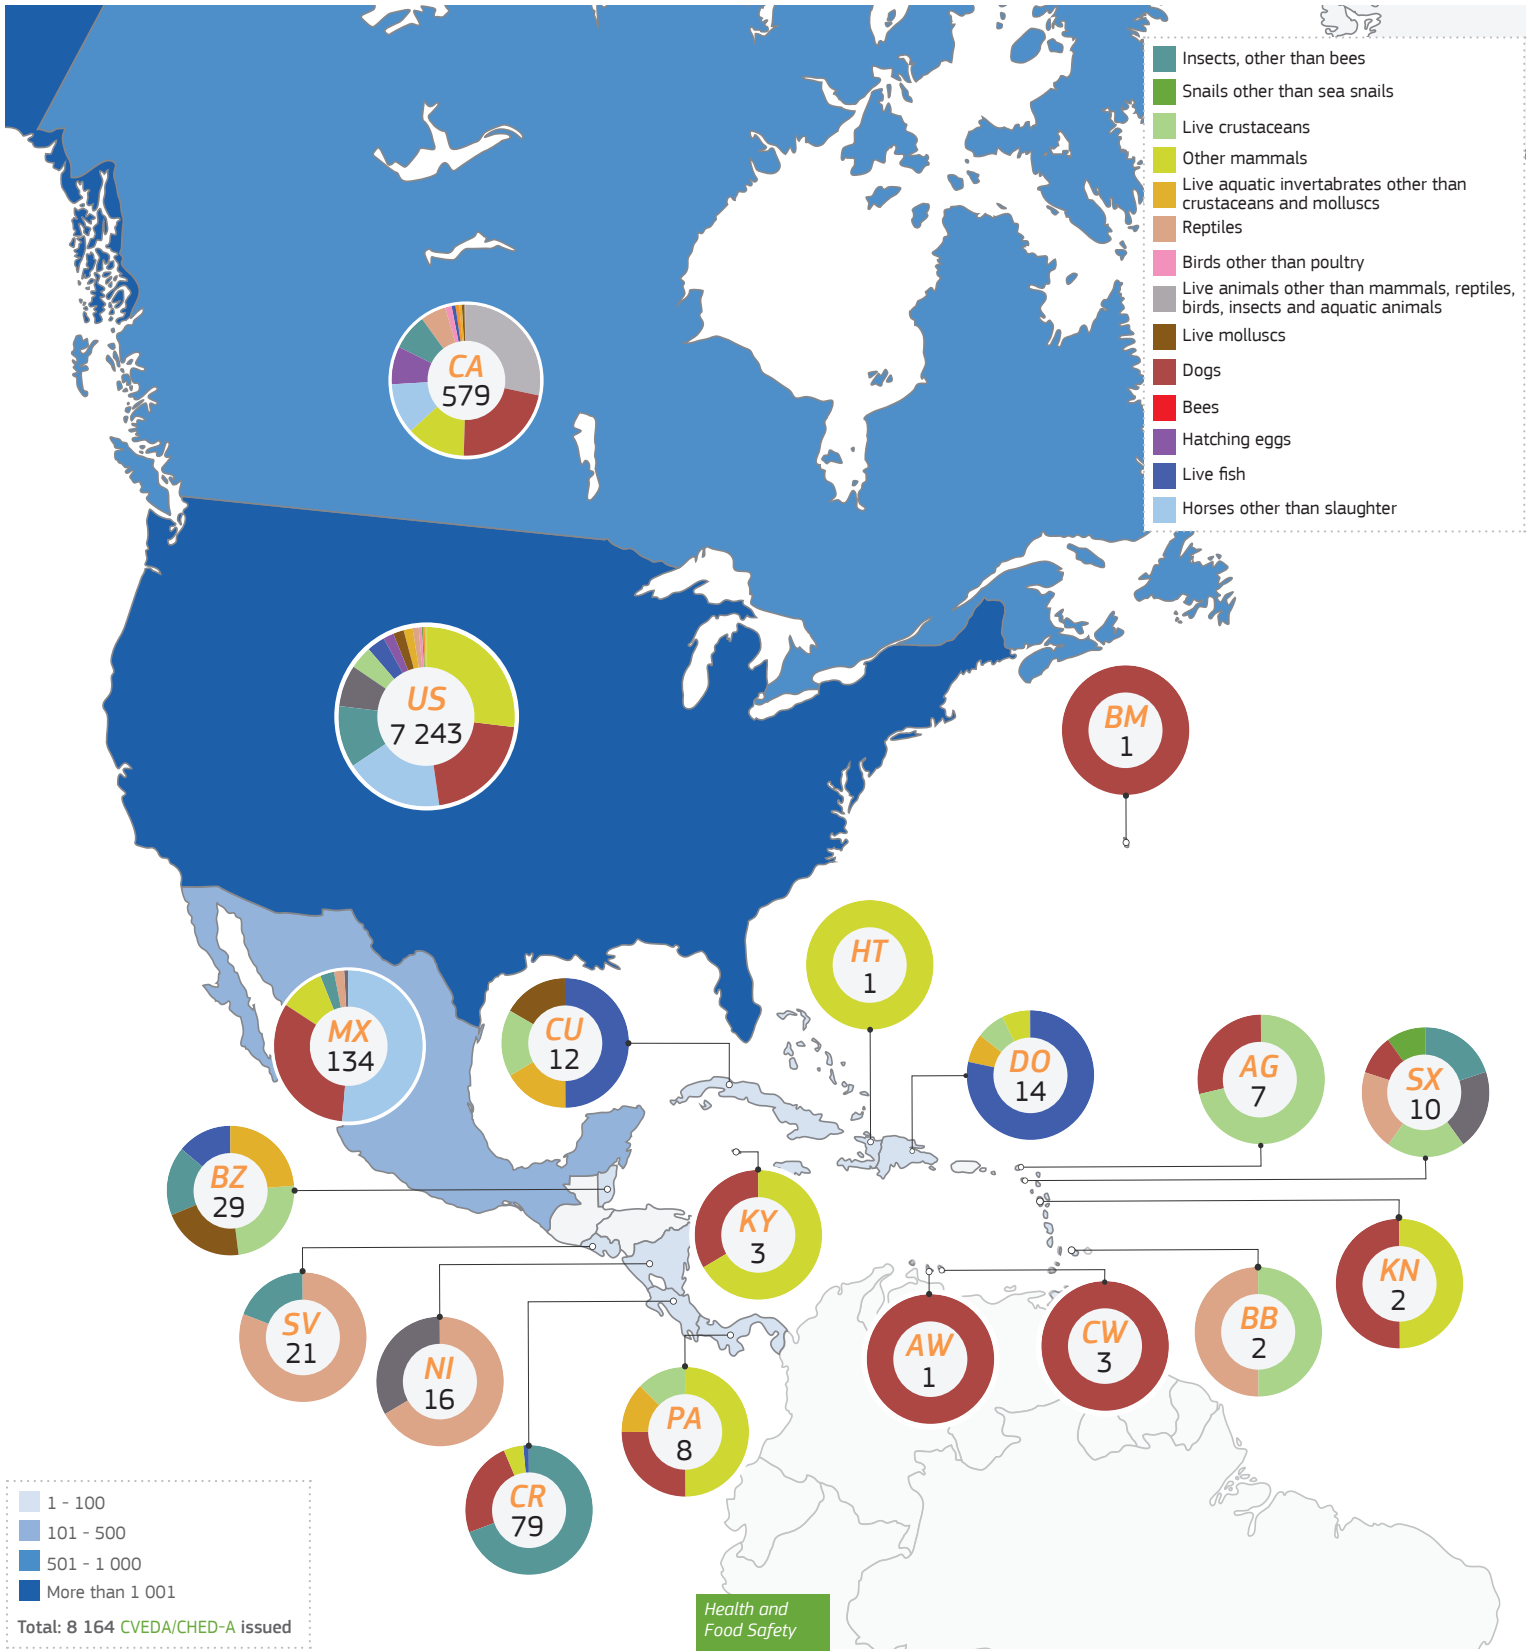 Insects, other than bees
Snails other than sea snails
Live crustaceans
Other mammals
Live aquatic invertabrates other than
crustaceans and molluscs
Reptiles
Birds other than poultry
Live animals other than mammals, reptiles,
birds, insects and aquatic animals
Live molluscs
Dogs
Bees
Hatching eggs
Live fish
Horses other than slaughter
CA
579
US
7 243
BM
1
HT
1
MX
134
CU
12
DO
14
AG
7
SX
10
BZ
29
KY
3
KN
2
SV
21
NI
16
AW
1
CW
3
BB
2
PA
8
CR
79
1 - 100
101 - 500
501 - 1 000
More than 1 001
Total: 8 164 CVEDA/CHED-A issued
Health and
Food Safety